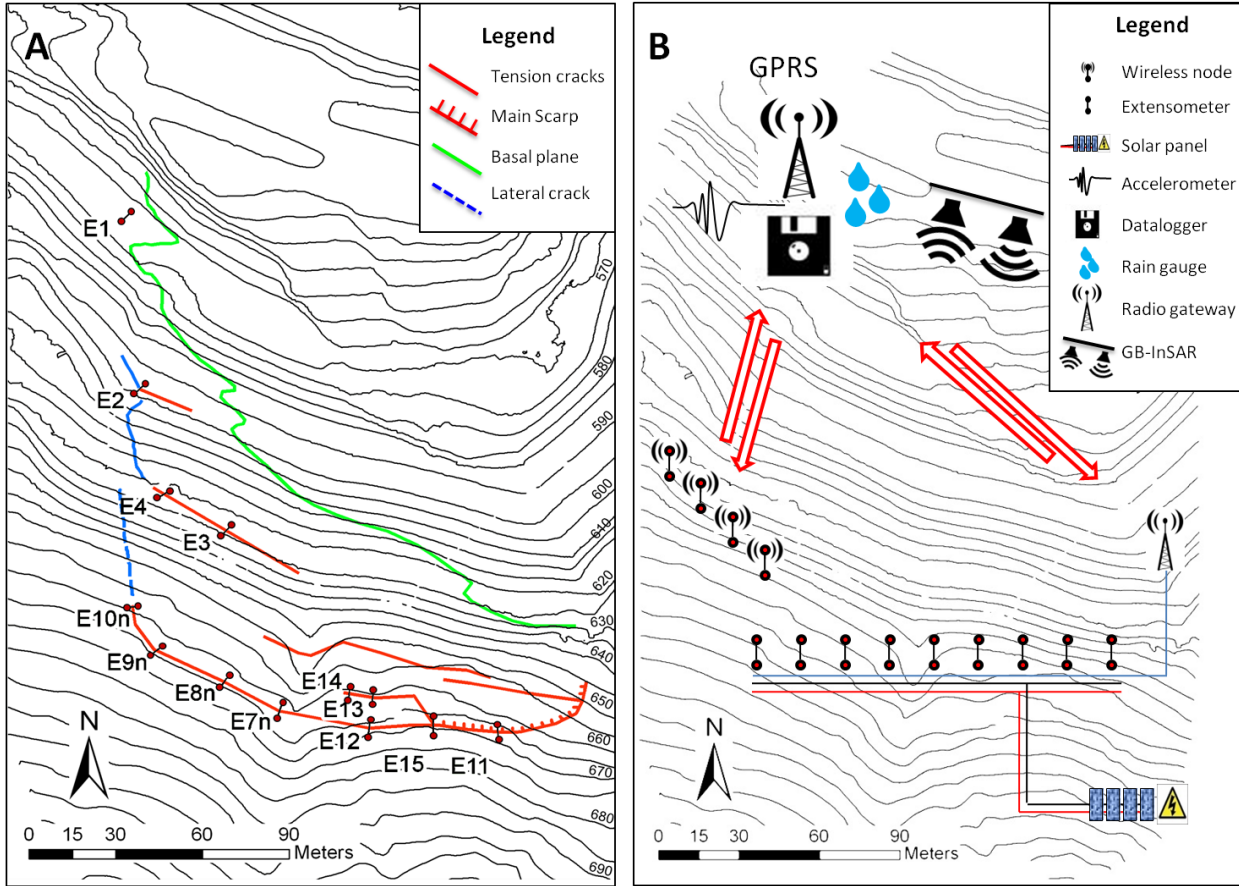 A
Legend
Tension cracks
Main Scarp
Basal plane
Lateral crack
E1
E2
E4
E3
E10n
E9n
E8n
E7n
E14
E13
E12
E15
E11
570
580
590
600
610
620
630
640
650
660
670
680
690
N
0 15 30 60 90
Meters
B
GPRS
Legend
Wireless node
Extensometer
Solar panel
Accelerometer
Datalogger
Rain gauge
Radio gateway
GB-InSAR
N
0 15 30 60 90
Meters